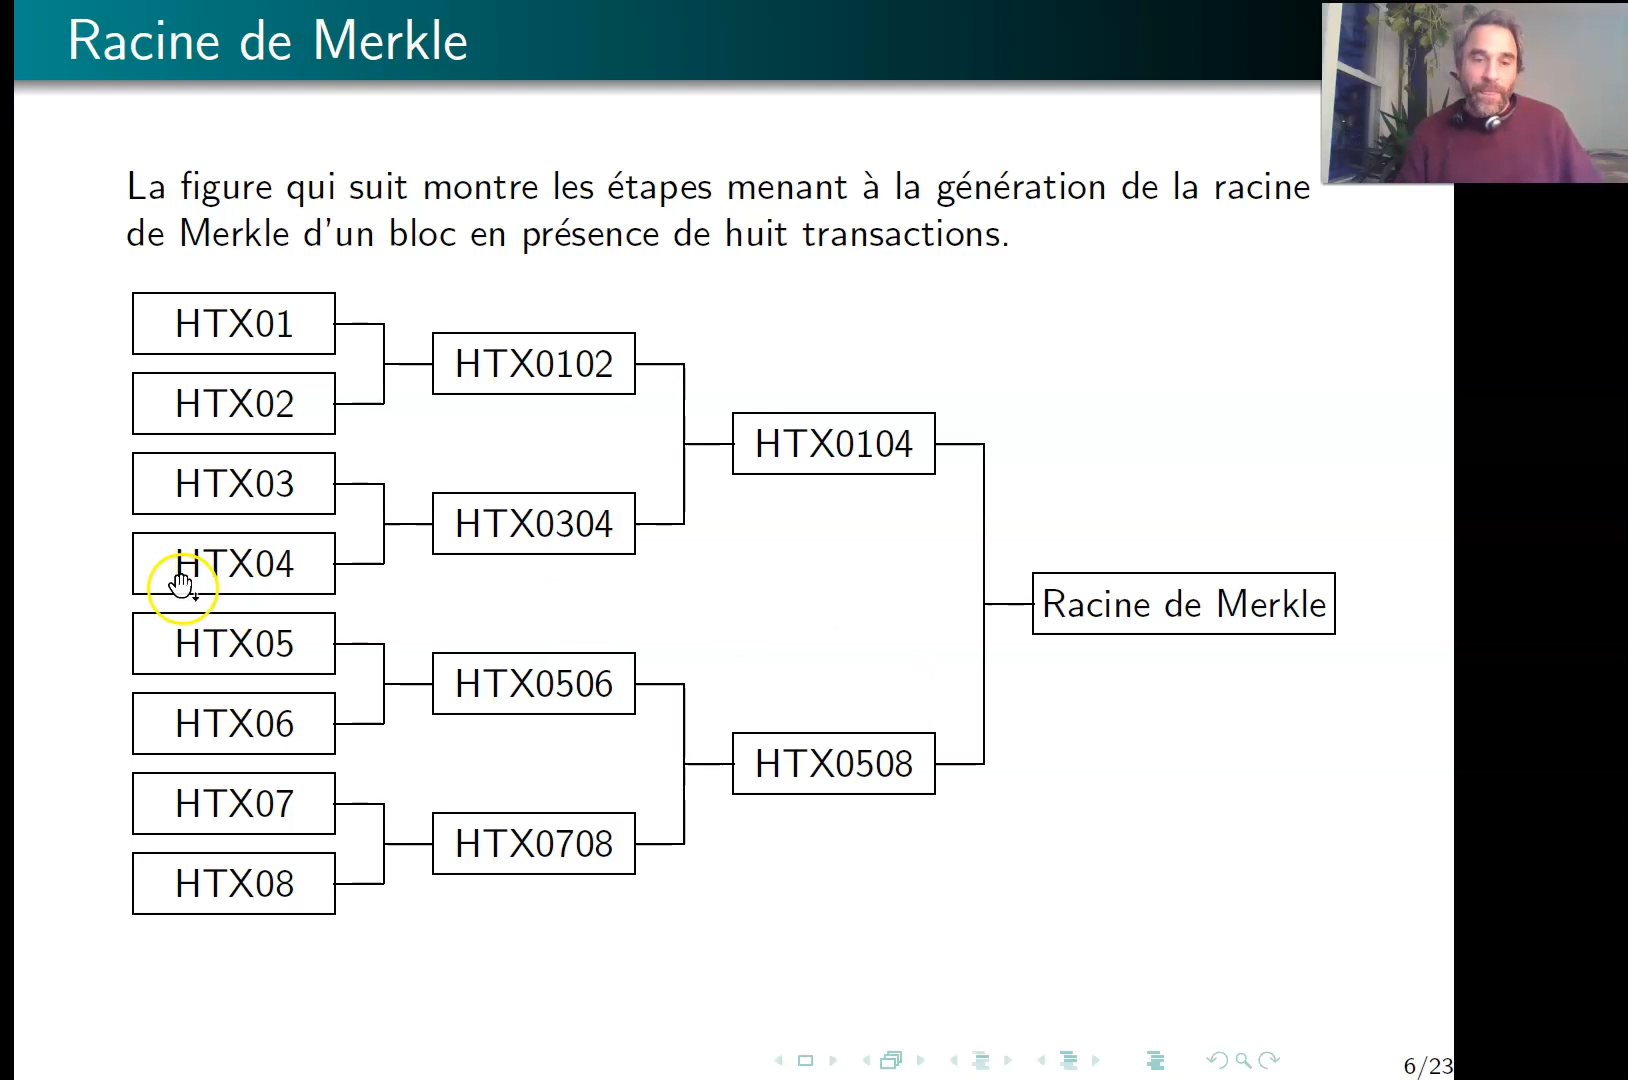 Racine de Merkle
La figure qui suit montre les étapes menant à la génération de la racine
de Merkle d'un bloc en présence de huit transactions.
HTX01
HTX02
HTX03
HTX04
HTX05
HTX06
HTX07
HTX08
HTX0102
HTX0304
HTX0506
HTX0708
HTX0104
HTX0508
Racine de Merkle
6/23